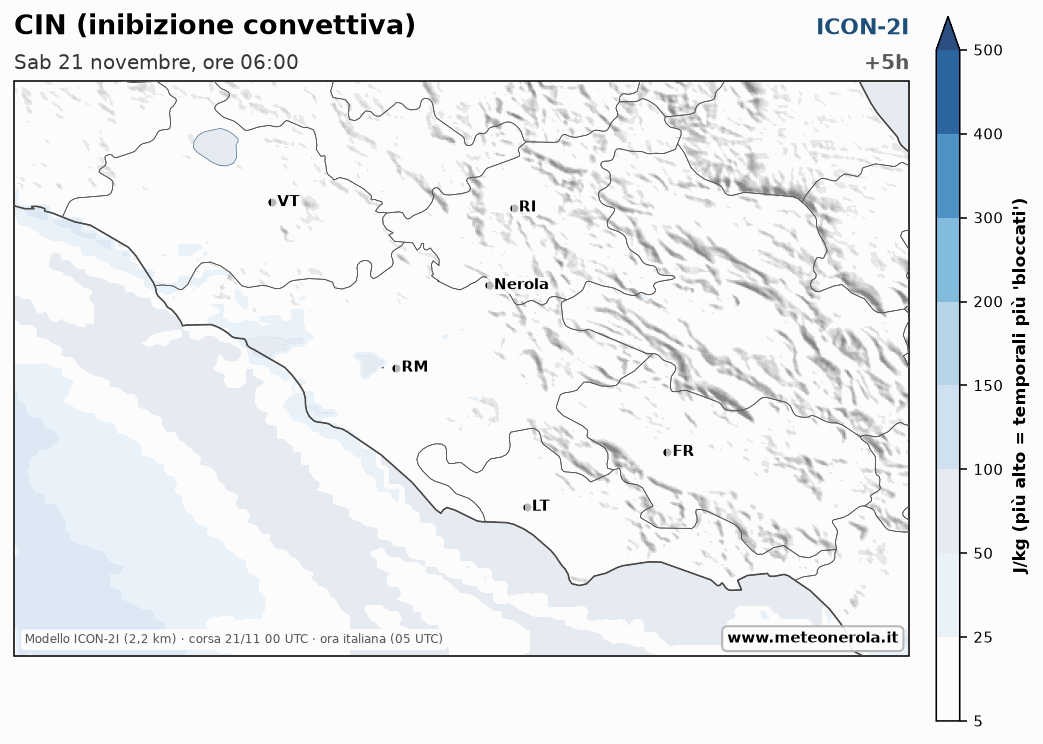 CIN (inibizione convettiva)
ICON-2I
Sab 21 novembre, ore 06:00
+5h
500
400
300
200
150
100
50
25
5
J/kg (più alto = temporali più 'bloccati')
VT
RI
Nerola
RM
FR
LT
Modello ICON-2I (2,2 km) · corsa 21/11 00 UTC · ora italiana (05 UTC)
www.meteonerola.it